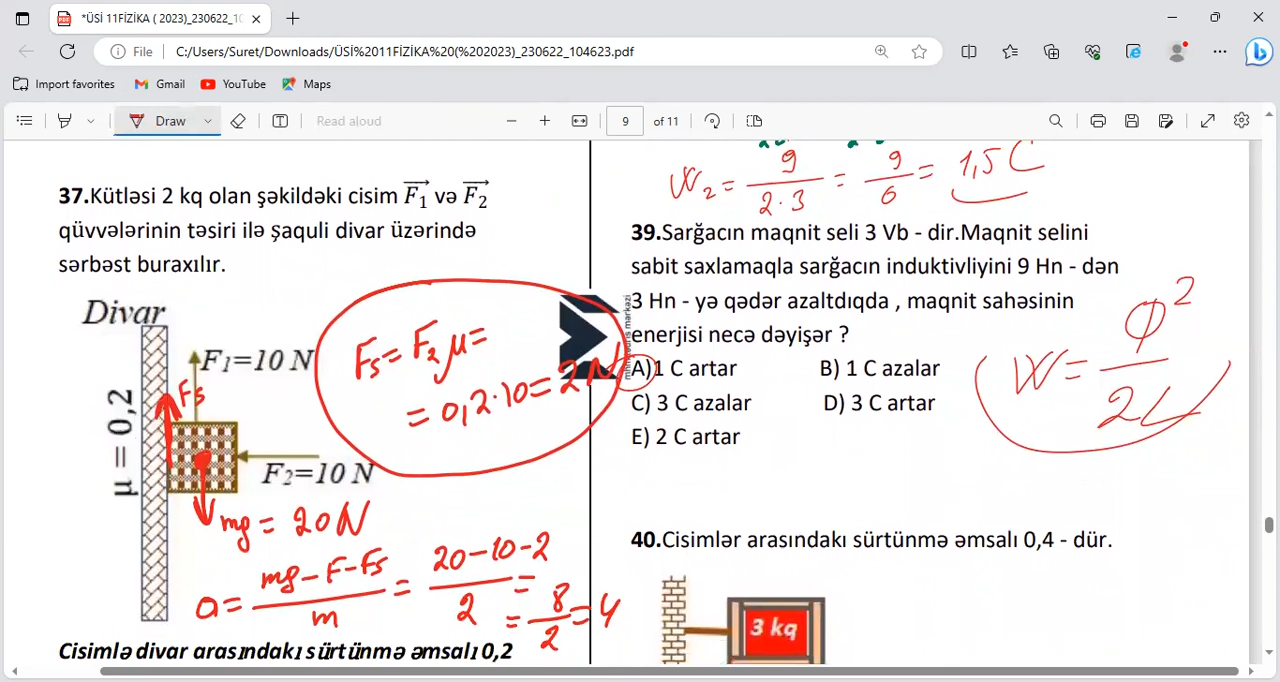 *ÜSİ 11FİZİKA ( 2023)_230622_10
File
C:/Users/Suret/Downloads/ÜSİ%2011FİZİKA%20(%202023)_230622_104623.pdf
Import favorites
Gmail
YouTube
Maps
Draw
Read aloud
9
of 11
37.Kütləsi 2 kq olan şəkildəki cisim F₁ və F₂
qüvvələrinin təsiri ilə şaquli divar üzərində
sərbəst buraxılır.
Divar
F₁=10 N
Fs
μ = 0,2
F₂=10 N
Fs = F₂ μ =
= 0,2·10 = 2 N
mg = 20 N
a = (mg - F - Fs)/m = (20-10-2)/2 =
= 8/2 = 4
Cisimlə divar arasındakı sürtünmə əmsalı 0,2
W₂ = 9/(2·3) = 9/6 = 1,5 C
39.Sarğacın maqnit seli 3 Vb - dir.Maqnit selini
sabit saxlamaqla sarğacın induktivliyini 9 Hn - dən
3 Hn - yə qədər azaltdıqda , maqnit sahəsinin
enerjisi necə dəyişər ?
A) 1 C artar
B) 1 C azalar
C) 3 C azalar
D) 3 C artar
E) 2 C artar
W = Φ²/2L
40.Cisimlər arasındakı sürtünmə əmsalı 0,4 - dür.
3 kq